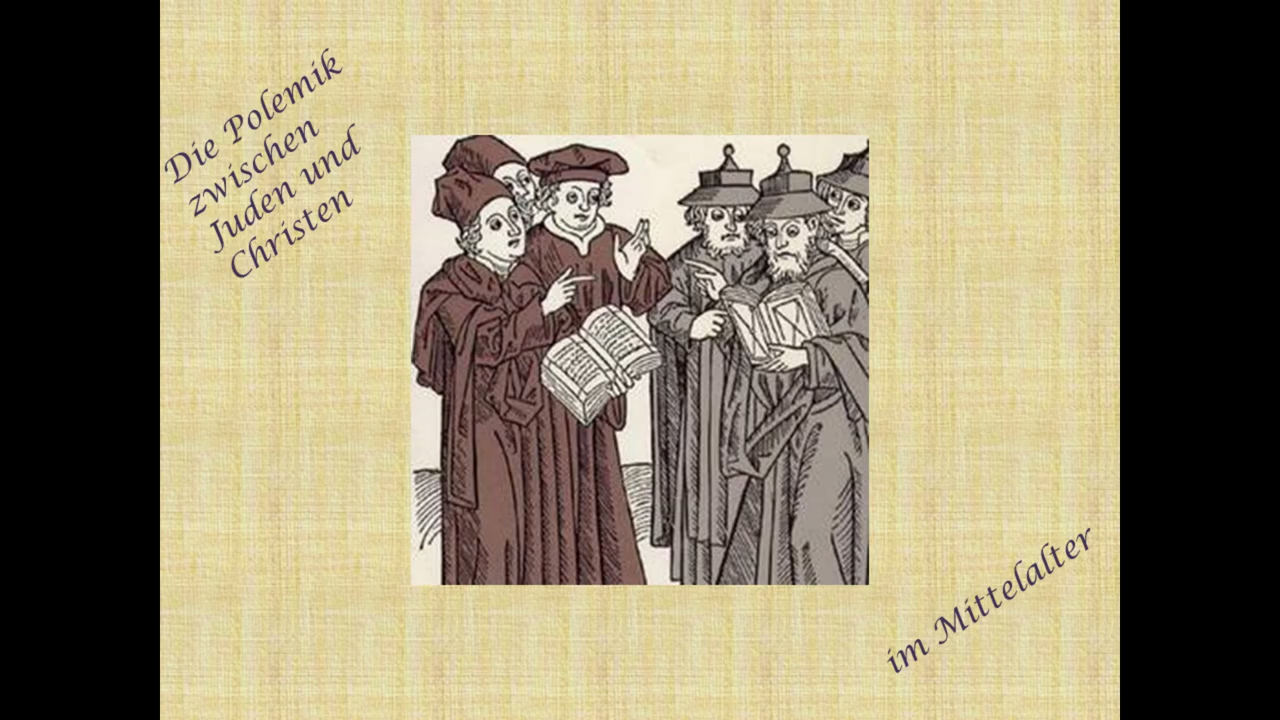 Die Polemik
zwischen
Juden und
Christen
im Mittelalter